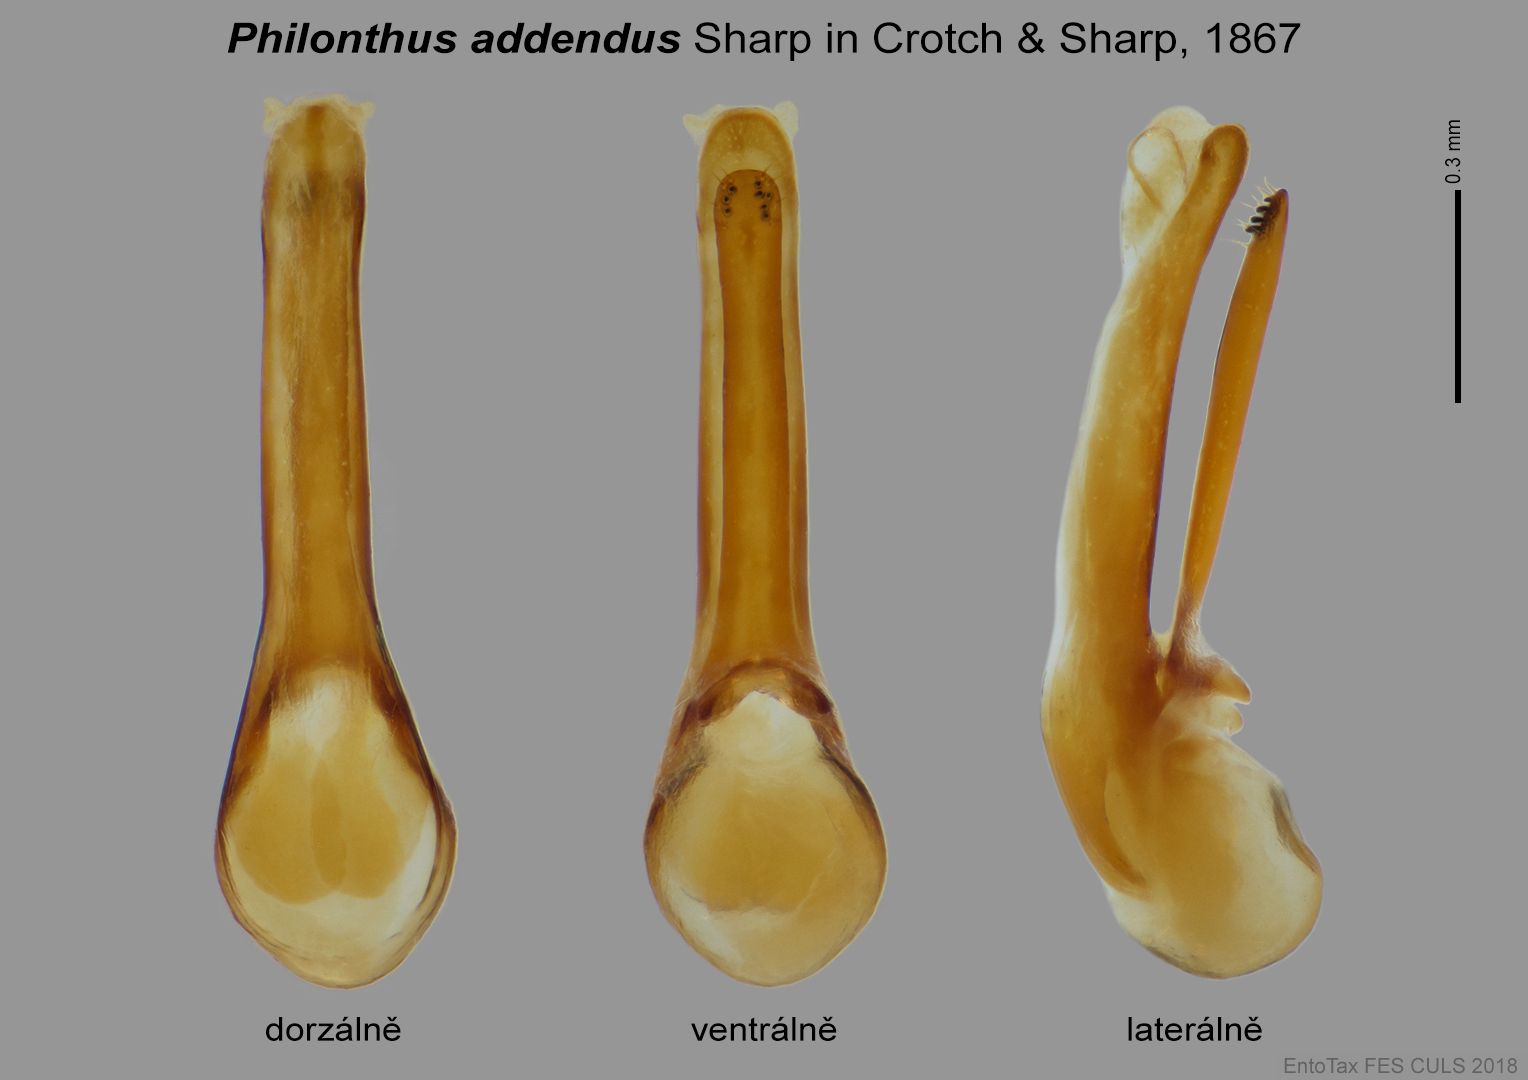 Philonthus addendus Sharp in Crotch & Sharp, 1867
0.3 mm
dorzálně
ventrálně
laterálně
EntoTax FES CULS 2018